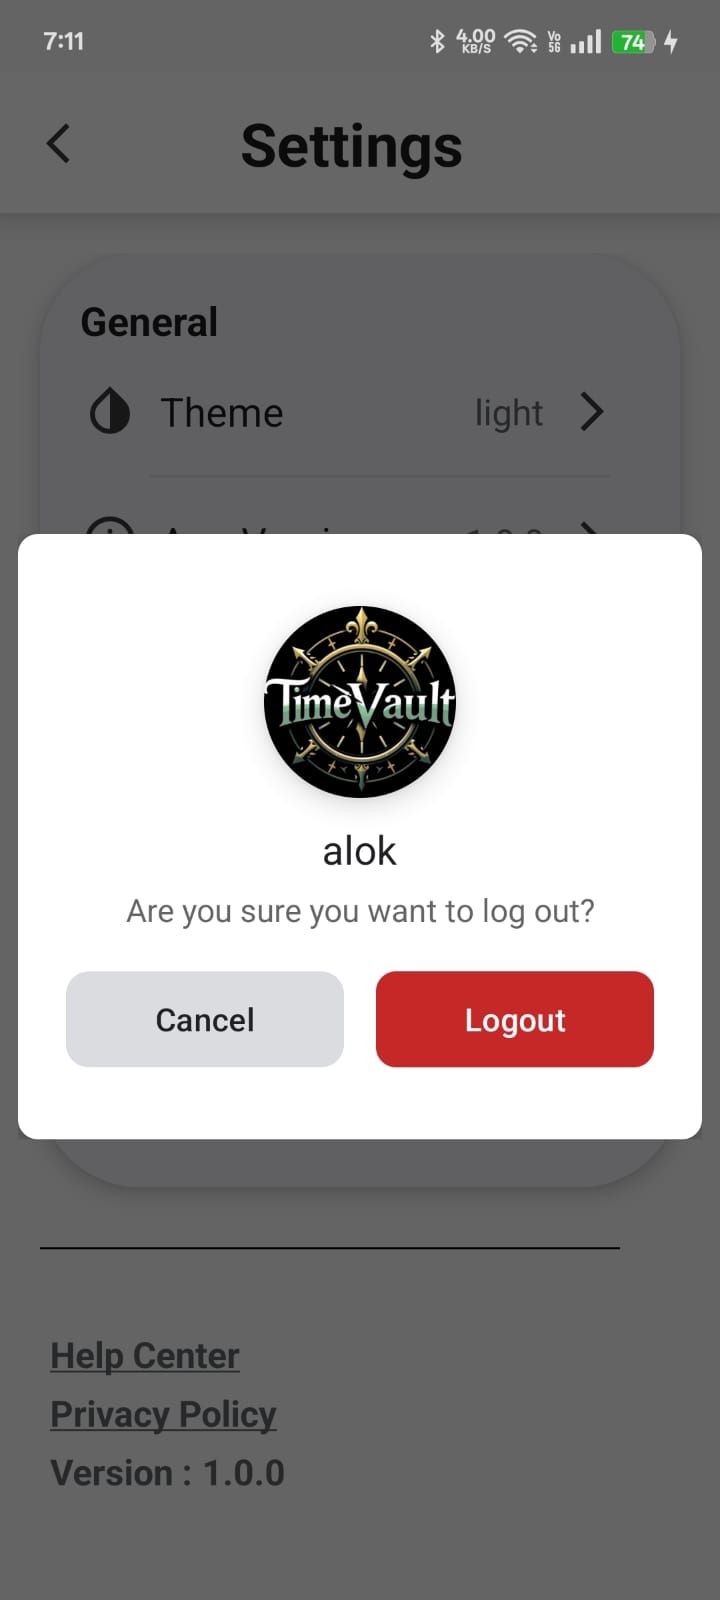 7:11
4.00
KB/S
Vo
5G
74
Settings
General
Theme
light
TimeVault
alok
Are you sure you want to log out?
Cancel
Logout
Help Center
Privacy Policy
Version : 1.0.0